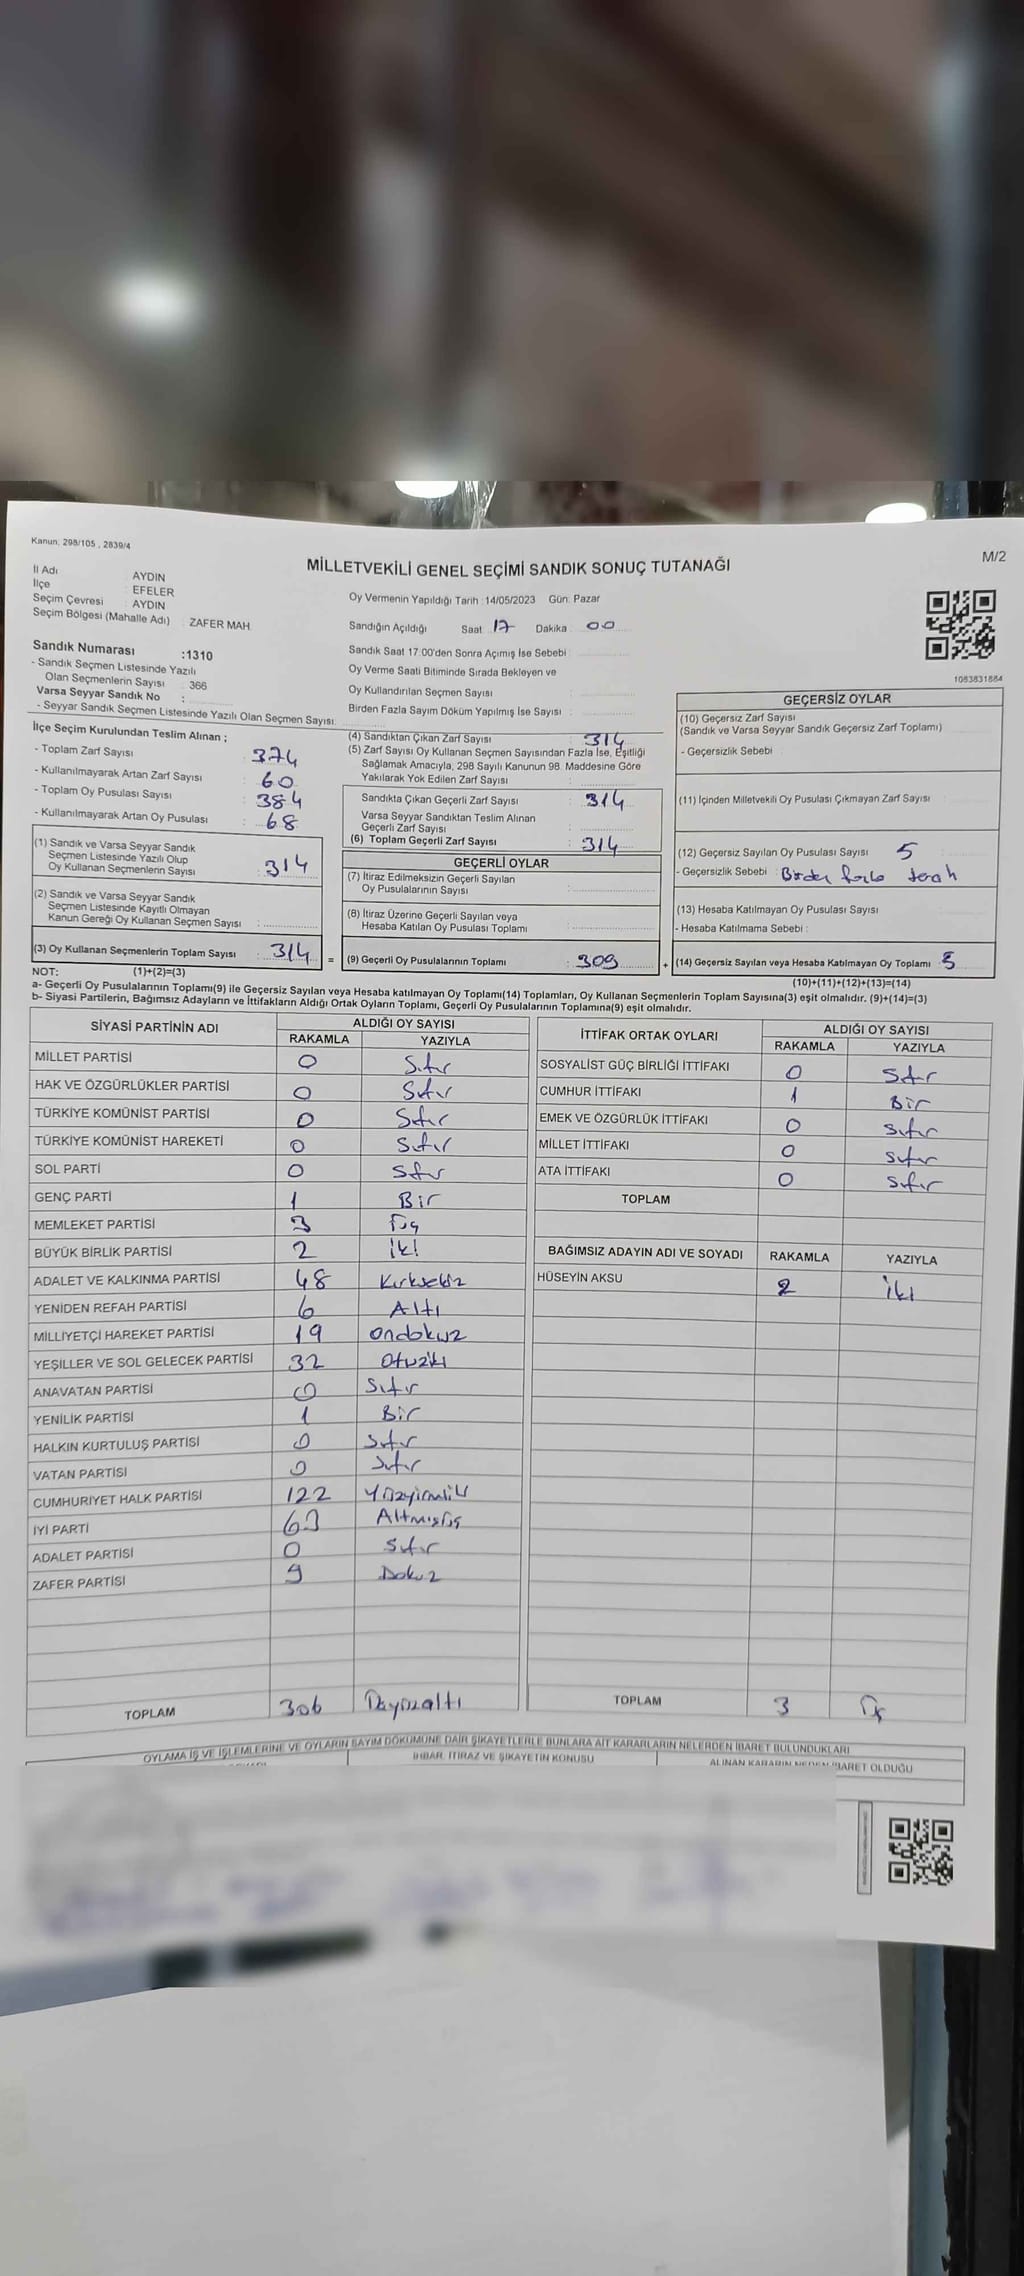 Kanun: 298/105 , 2839/4
M/2
MİLLETVEKİLİ GENEL SEÇİMİ SANDIK SONUÇ TUTANAĞI
İl Adı AYDIN
İlçe : EFELER
Seçim Çevresi : AYDIN
Seçim Bölgesi (Mahalle Adı) : ZAFER MAH
Oy Vermenin Yapıldığı Tarih :14/05/2023 Gün: Pazar
Sandığın Açıldığı Saat : 17 Dakika : 00
Sandık Saat 17:00'den Sonra Açımış İse Sebebi :
Oy Verme Saati Bitiminde Sırada Bekleyen ve
Oy Kullandırılan Seçmen Sayısı :
Birden Fazla Sayım Döküm Yapılmış İse Sayısı :
1083831884
Sandık Numarası :1310
- Sandık Seçmen Listesinde Yazılı
Olan Seçmenlerin Sayısı : 366
Varsa Seyyar Sandık No :
- Seyyar Sandık Seçmen Listesinde Yazılı Olan Seçmen Sayısı:
İlçe Seçim Kurulundan Teslim Alınan ;
- Toplam Zarf Sayısı : 374
- Kullanılmayarak Artan Zarf Sayısı : 60
- Toplam Oy Pusulası Sayısı : 384
- Kullanılmayarak Artan Oy Pusulası : 68
(1) Sandık ve Varsa Seyyar Sandık
Seçmen Listesinde Yazılı Olup
Oy Kullanan Seçmenlerin Sayısı : 314
(2) Sandık ve Varsa Seyyar Sandık
Seçmen Listesinde Kayıtlı Olmayan
Kanun Gereği Oy Kullanan Seçmen Sayısı :
(3) Oy Kullanan Seçmenlerin Toplam Sayısı : 314 =
(4) Sandıktan Çıkan Zarf Sayısı : 314
(5) Zarf Sayısı Oy Kullanan Seçmen Sayısından Fazla İse, Eşitliği
Sağlamak Amacıyla, 298 Sayılı Kanunun 98. Maddesine Göre
Yakılarak Yok Edilen Zarf Sayısı :
Sandıkta Çıkan Geçerli Zarf Sayısı : 314
Varsa Seyyar Sandıktan Teslim Alınan
Geçerli Zarf Sayısı :
(6) Toplam Geçerli Zarf Sayısı : 314
GEÇERLİ OYLAR
(7) İtiraz Edilmeksizin Geçerli Sayılan
Oy Pusulalarının Sayısı :
(8) İtiraz Üzerine Geçerli Sayılan veya
Hesaba Katılan Oy Pusulası Toplamı :
(9) Geçerli Oy Pusulalarının Toplamı : 309 +
GEÇERSİZ OYLAR
(10) Geçersiz Zarf Sayısı
(Sandık ve Varsa Seyyar Sandık Geçersiz Zarf Toplamı) :
- Geçersizlik Sebebi :
(11) İçinden Milletvekili Oy Pusulası Çıkmayan Zarf Sayısı :
(12) Geçersiz Sayılan Oy Pusulası Sayısı : 5
- Geçersizlik Sebebi : Birden fazla tercih
(13) Hesaba Katılmayan Oy Pusulası Sayısı :
- Hesaba Katılmama Sebebi :
(14) Geçersiz Sayılan veya Hesaba Katılmayan Oy Toplamı : 5
NOT: (1)+(2)=(3) (10)+(11)+(12)+(13)=(14)
a- Geçerli Oy Pusulalarının Toplamı(9) ile Geçersiz Sayılan veya Hesaba katılmayan Oy Toplamı(14) Toplamları, Oy Kullanan Seçmenlerin Toplam Sayısına(3) eşit olmalıdır. (9)+(14)=(3)
b- Siyasi Partilerin, Bağımsız Adayların ve İttifakların Aldığı Ortak Oyların Toplamı, Geçerli Oy Pusulalarının Toplamına(9) eşit olmalıdır.
SİYASİ PARTİNİN ADI ALDIĞI OY SAYISI
RAKAMLA YAZIYLA
MİLLET PARTİSİ 0 Sıfır
HAK VE ÖZGÜRLÜKLER PARTİSİ 0 Sıfır
TÜRKİYE KOMÜNİST PARTİSİ 0 Sıfır
TÜRKİYE KOMÜNİST HAREKETİ 0 Sıfır
SOL PARTİ 0 Sıfır
GENÇ PARTİ 1 Bir
MEMLEKET PARTİSİ 3 Üç
BÜYÜK BİRLİK PARTİSİ 2 İki
ADALET VE KALKINMA PARTİSİ 48 Kırksekiz
YENİDEN REFAH PARTİSİ 6 Altı
MİLLİYETÇİ HAREKET PARTİSİ 19 Ondokuz
YEŞİLLER VE SOL GELECEK PARTİSİ 32 Otuziki
ANAVATAN PARTİSİ 0 Sıfır
YENİLİK PARTİSİ 1 Bir
HALKIN KURTULUŞ PARTİSİ 0 Sıfır
VATAN PARTİSİ 0 Sıfır
CUMHURİYET HALK PARTİSİ 122 Yüzyirmiiki
İYİ PARTİ 63 Altmışüç
ADALET PARTİSİ 0 Sıfır
ZAFER PARTİSİ 9 Dokuz
TOPLAM 306 Üçyüzaltı
İTTİFAK ORTAK OYLARI ALDIĞI OY SAYISI
RAKAMLA YAZIYLA
SOSYALİST GÜÇ BİRLİĞİ İTTİFAKI 0 Sıfır
CUMHUR İTTİFAKI 1 Bir
EMEK VE ÖZGÜRLÜK İTTİFAKI 0 Sıfır
MİLLET İTTİFAKI 0 Sıfır
ATA İTTİFAKI 0 Sıfır
TOPLAM
BAĞIMSIZ ADAYIN ADI VE SOYADI RAKAMLA YAZIYLA
HÜSEYİN AKSU 2 İki
TOPLAM 3 Üç
OYLAMA İŞ VE İŞLEMLERİNE VE OYLARIN SAYIM DÖKÜMÜNE DAİR ŞİKAYETLERLE BUNLARA AİT KARARLARIN NELERDEN İBARET BULUNDUKLARI
İHBAR, İTİRAZ VE ŞİKAYETİN KONUSU
ALINAN KARARIN NEDEN İBARET OLDUĞU